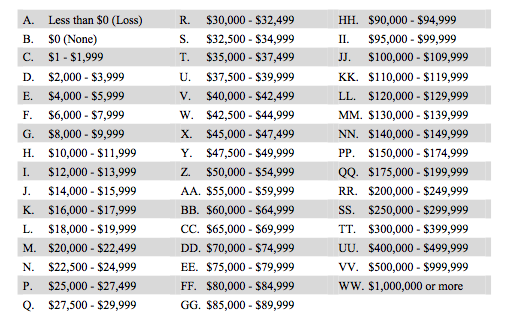 A. Less than $0 (Loss) R. $30,000 - $32,499 HH. $90,000 - $94,999
B. $0 (None) S. $32,500 - $34,999 II. $95,000 - $99,999
C. $1 - $1,999 T. $35,000 - $37,499 JJ. $100,000 - $109,999
D. $2,000 - $3,999 U. $37,500 - $39,999 KK. $110,000 - $119,999
E. $4,000 - $5,999 V. $40,000 - $42,499 LL. $120,000 - $129,999
F. $6,000 - $7,999 W. $42,500 - $44,999 MM. $130,000 - $139,999
G. $8,000 - $9,999 X. $45,000 - $47,499 NN. $140,000 - $149,999
H. $10,000 - $11,999 Y. $47,500 - $49,999 PP. $150,000 - $174,999
I. $12,000 - $13,999 Z. $50,000 - $54,999 QQ. $175,000 - $199,999
J. $14,000 - $15,999 AA. $55,000 - $59,999 RR. $200,000 - $249,999
K. $16,000 - $17,999 BB. $60,000 - $64,999 SS. $250,000 - $299,999
L. $18,000 - $19,999 CC. $65,000 - $69,999 TT. $300,000 - $399,999
M. $20,000 - $22,499 DD. $70,000 - $74,999 UU. $400,000 - $499,999
N. $22,500 - $24,999 EE. $75,000 - $79,999 VV. $500,000 - $999,999
P. $25,000 - $27,499 FF. $80,000 - $84,999 WW. $1,000,000 or more
Q. $27,500 - $29,999 GG. $85,000 - $89,999